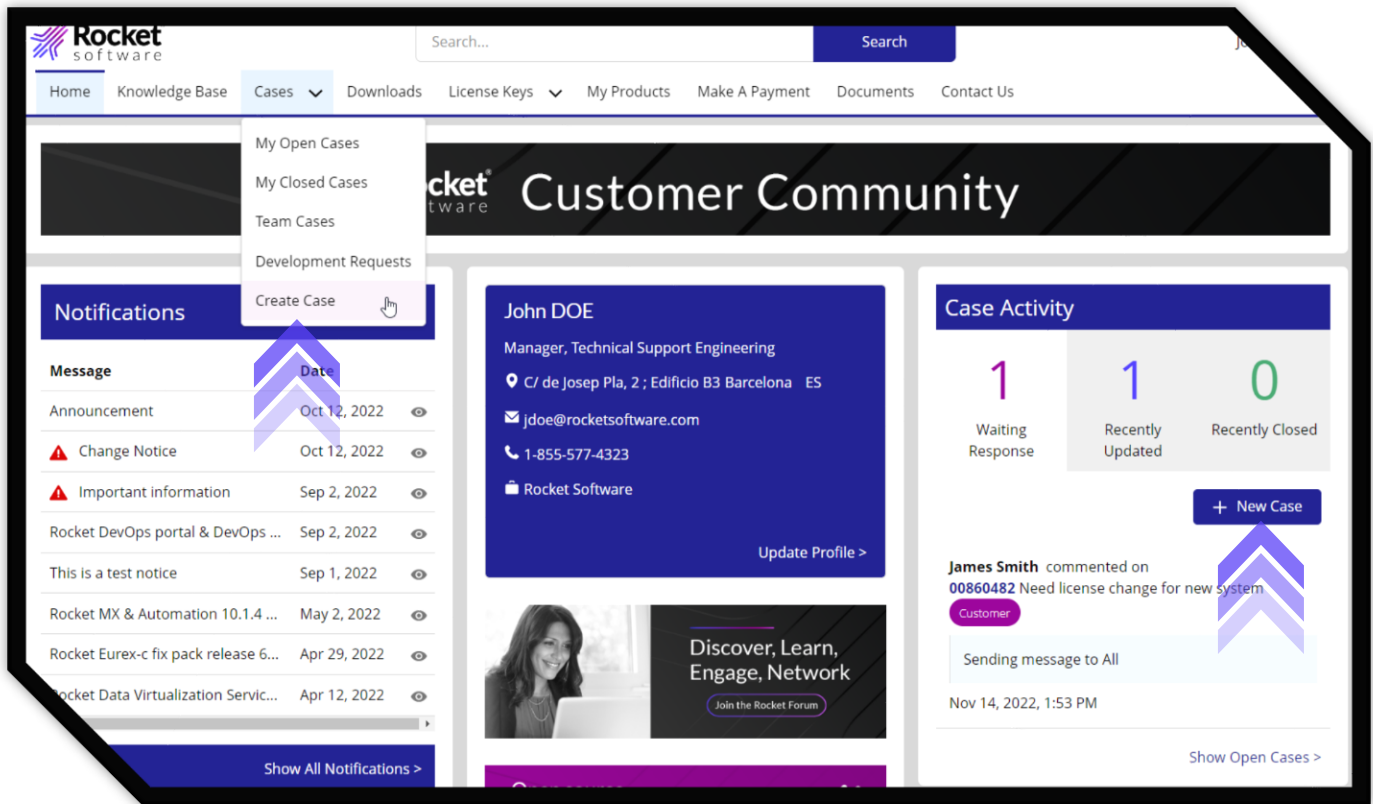 Rocket
software
Search...
Search
Home Knowledge Base Cases Downloads License Keys My Products Make A Payment Documents Contact Us
My Open Cases
My Closed Cases
Team Cases
Development Requests
Create Case
Customer Community
Notifications
Message Date
Announcement Oct 12, 2022
Change Notice Oct 12, 2022
Important information Sep 2, 2022
Rocket DevOps portal & DevOps ... Sep 2, 2022
This is a test notice Sep 1, 2022
Rocket MX & Automation 10.1.4 ... May 2, 2022
Rocket Eurex-c fix pack release 6... Apr 29, 2022
Rocket Data Virtualization Servic... Apr 12, 2022
Show All Notifications >
John DOE
Manager, Technical Support Engineering
C/ de Josep Pla, 2 ; Edificio B3 Barcelona ES
jdoe@rocketsoftware.com
1-855-577-4323
Rocket Software
Update Profile >
Discover, Learn,
Engage, Network
Join the Rocket Forum
Case Activity
1 1 0
Waiting
Response
Recently
Updated
Recently Closed
+ New Case
James Smith commented on
00860482 Need license change for new system
Customer
Sending message to All
Nov 14, 2022, 1:53 PM
Show Open Cases >